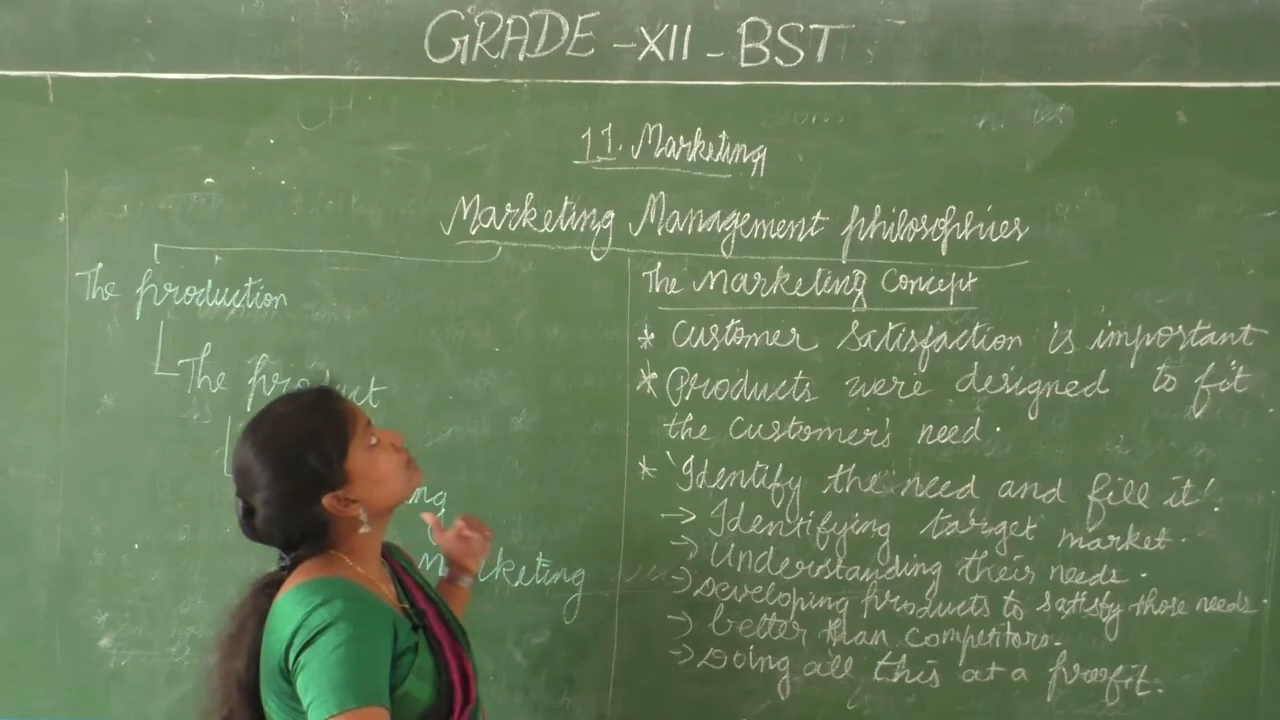 GRADE -XII - BST
11. Marketing
Marketing Management philosophies
The production
The product
ng
Marketing
The Marketing Concept
* Customer satisfaction is important
* Products were designed to fit
the customer's need.
* 'Identify the need and fill it'.
→ Identifying target market.
→ Understanding their needs.
→ Developing products to satisfy those needs
→ better than competitors.
→ Doing all this at a profit.